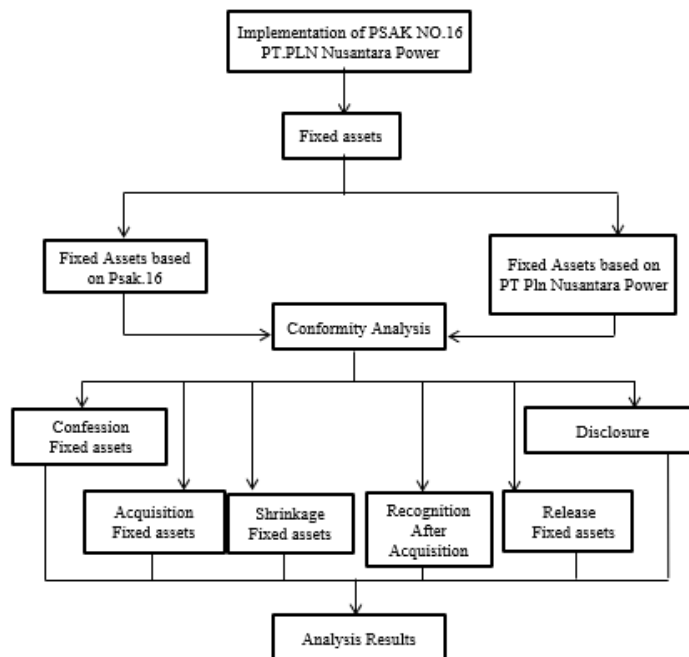 Implementation of PSAK NO.16
PT.PLN Nusantara Power
Fixed assets
Fixed Assets based
on Psak.16
Fixed Assets based on
PT Pln Nusantara Power
Conformity Analysis
Confession
Fixed assets
Disclosure
Acquisition
Fixed assets
Shrinkage
Fixed assets
Recognition
After
Acquisition
Release
Fixed assets
Analysis Results